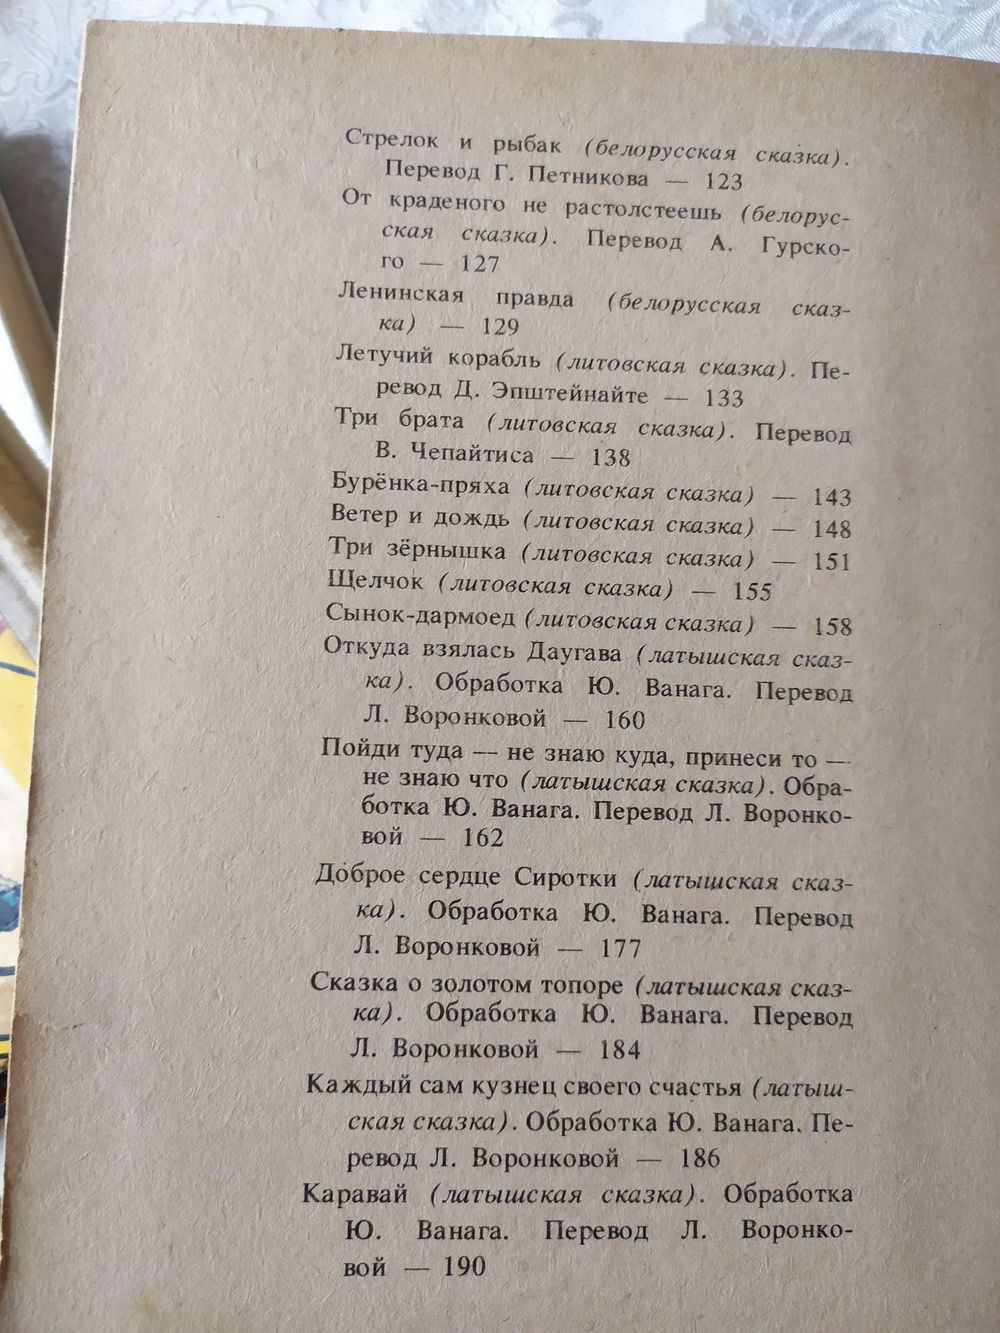 Стрелок и рыбак (белорусская сказка).
Перевод Г. Петникова — 123
От краденого не растолстеешь (белорус-
ская сказка). Перевод А. Гурско-
го — 127
Ленинская правда (белорусская сказ-
ка) — 129
Летучий корабль (литовская сказка). Пе-
ревод Д. Эпштейнайте — 133
Три брата (литовская сказка). Перевод
В. Чепайтиса — 138
Бурёнка-пряха (литовская сказка) — 143
Ветер и дождь (литовская сказка) — 148
Три зёрнышка (литовская сказка) — 151
Щелчок (литовская сказка) — 155
Сынок-дармоед (литовская сказка) — 158
Откуда взялась Даугава (латышская сказ-
ка). Обработка Ю. Ванага. Перевод
Л. Воронковой — 160
Пойди туда — не знаю куда, принеси то —
не знаю что (латышская сказка). Обра-
ботка Ю. Ванага. Перевод Л. Воронко-
вой — 162
Доброе сердце Сиротки (латышская сказ-
ка). Обработка Ю. Ванага. Перевод
Л. Воронковой — 177
Сказка о золотом топоре (латышская сказ-
ка). Обработка Ю. Ванага. Перевод
Л. Воронковой — 184
Каждый сам кузнец своего счастья (латыш-
ская сказка). Обработка Ю. Ванага. Пе-
ревод Л. Воронковой — 186
Каравай (латышская сказка). Обработка
Ю. Ванага. Перевод Л. Воронко-
вой — 190